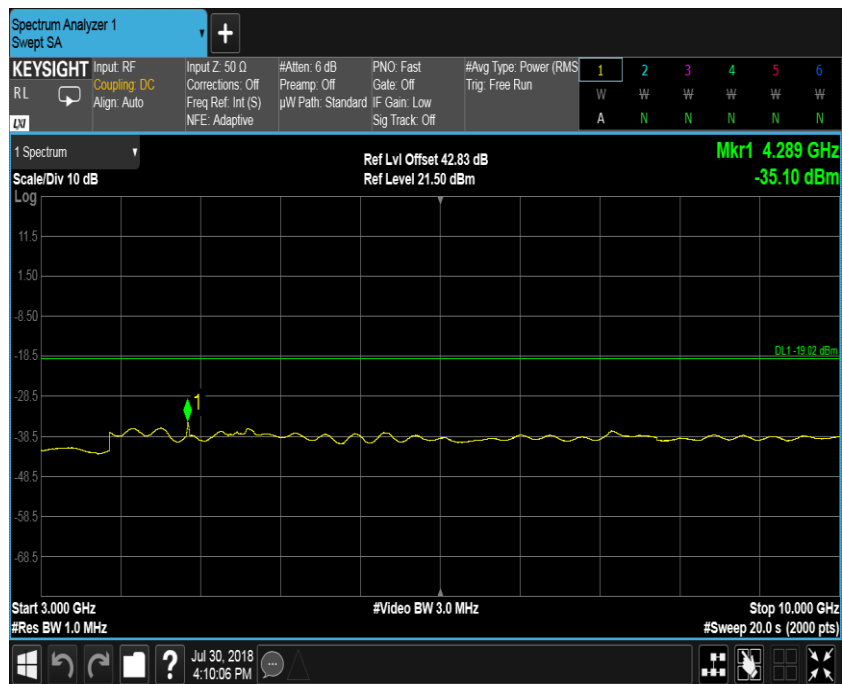 Spectrum Analyzer 1
Swept SA
+
KEYSIGHT Input: RF Input Z: 50 Ω #Atten: 6 dB PNO: Fast #Avg Type: Power (RMS 1 2 3 4 5 6
RL Coupling: DC Corrections: Off Preamp: Off Gate: Off Trig: Free Run W W W W W W
Align: Auto Freq Ref: Int (S) µW Path: Standard IF Gain: Low A N N N N N
LXI NFE: Adaptive Sig Track: Off
1 Spectrum Ref Lvl Offset 42.83 dB Mkr1 4.289 GHz
Scale/Div 10 dB Ref Level 21.50 dBm -35.10 dBm
Log
11.5
1.50
-8.50
-18.5 DL1 -19.02 dBm
-28.5
1
-38.5
-48.5
-58.5
-68.5
Start 3.000 GHz #Video BW 3.0 MHz Stop 10.000 GHz
#Res BW 1.0 MHz #Sweep 20.0 s (2000 pts)
? Jul 30, 2018
4:10:06 PM